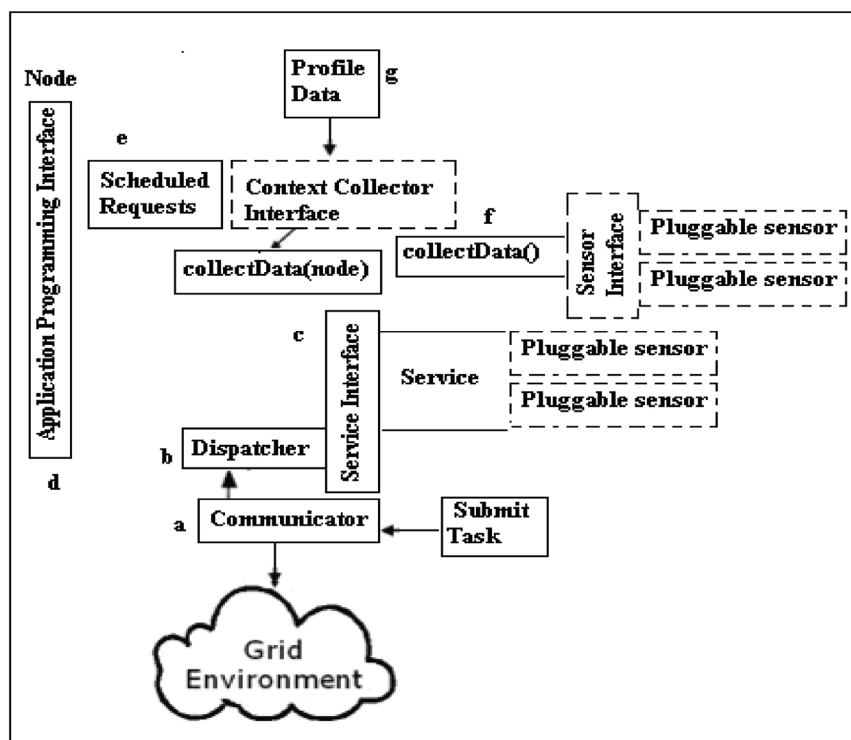 Node
Profile
Data
g
Application Programming Interface
e
Scheduled
Requests
Context Collector
Interface
f
collectData(node)
collectData()
Sensor
Interface
Pluggable sensor
Pluggable sensor
c
Service Interface
Service
Pluggable sensor
Pluggable sensor
b
Dispatcher
d
a
Communicator
Submit
Task
Grid
Environment